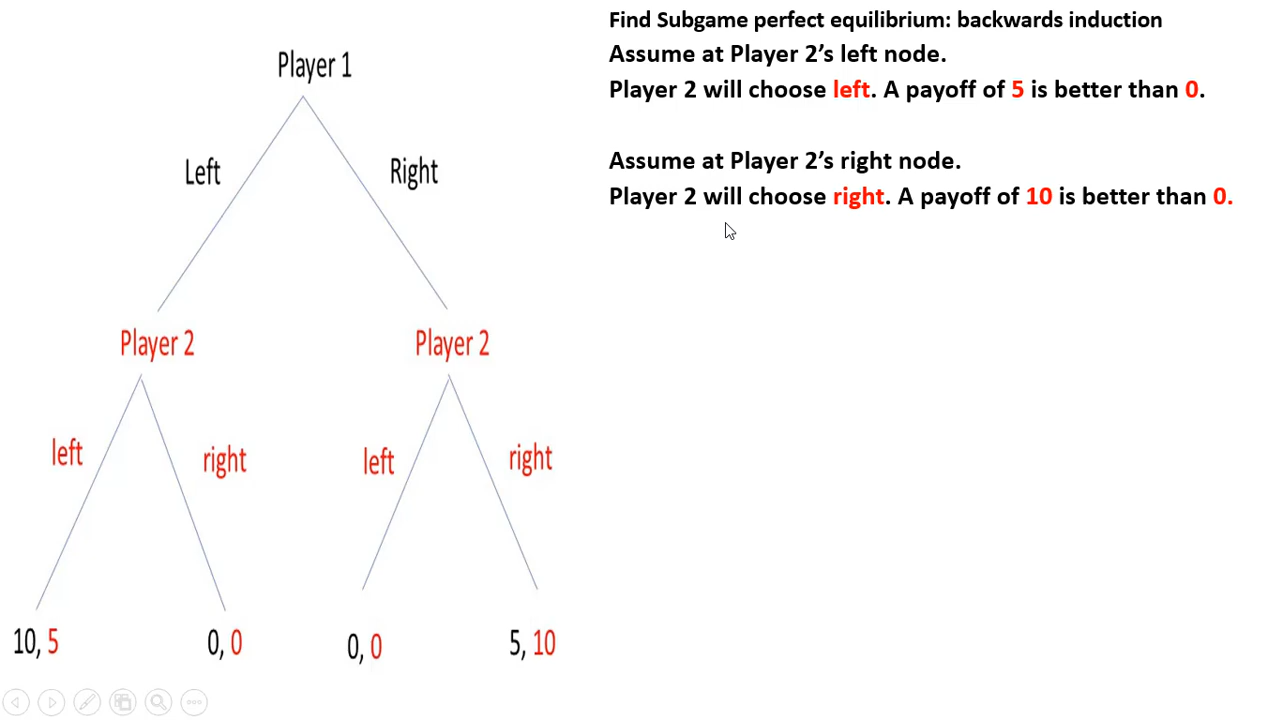 Find Subgame perfect equilibrium: backwards induction
Assume at Player 2’s left node.
Player 2 will choose left. A payoff of 5 is better than 0.
Assume at Player 2’s right node.
Player 2 will choose right. A payoff of 10 is better than 0.
Player 1
Left
Right
Player 2
Player 2
left
right
left
right
10, 5
0, 0
0, 0
5, 10